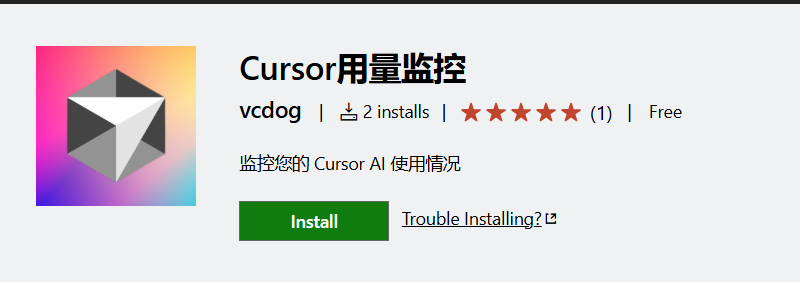 Cursor用量监控
vcdog | 2 installs | (1) | Free
监控您的 Cursor AI 使用情况
Install Trouble Installing?